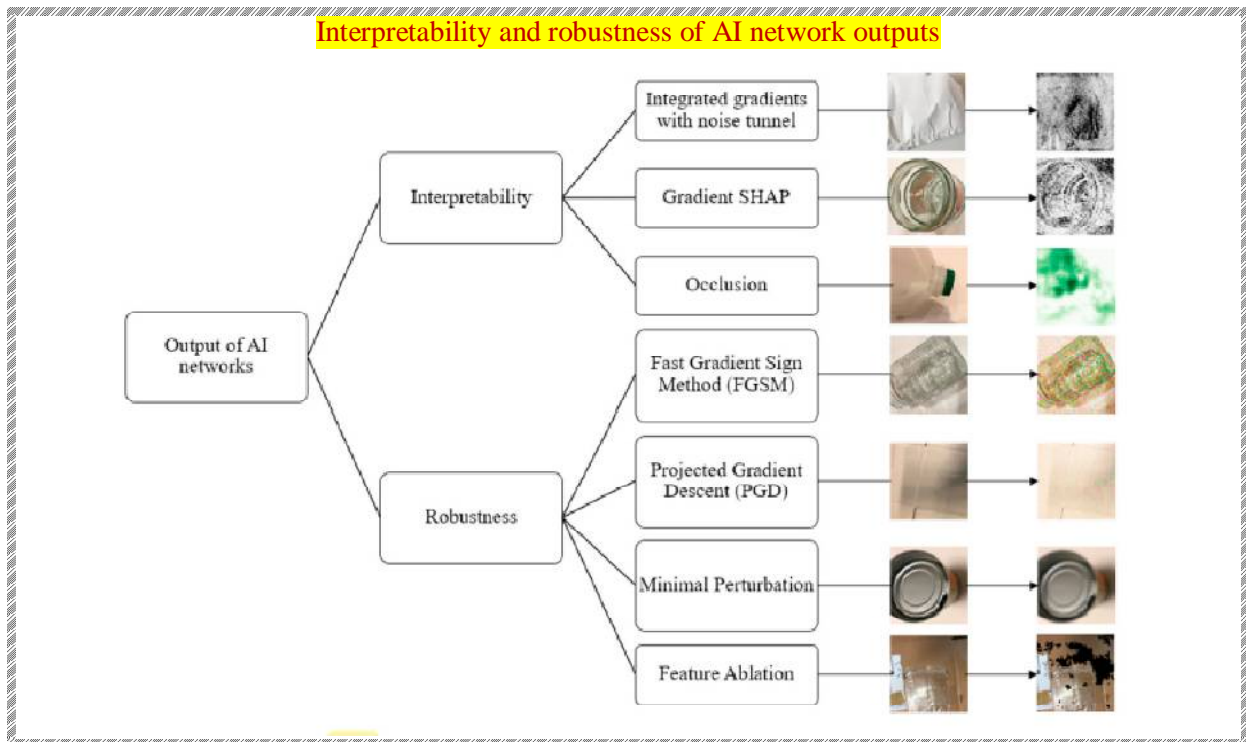 Interpretability and robustness of AI network outputs
Integrated gradients
with noise tunnel
Interpretability
Gradient SHAP
Occlusion
Output of AI
networks
Fast Gradient Sign
Method (FGSM)
Projected Gradient
Descent (PGD)
Robustness
Minimal Perturbation
Feature Ablation